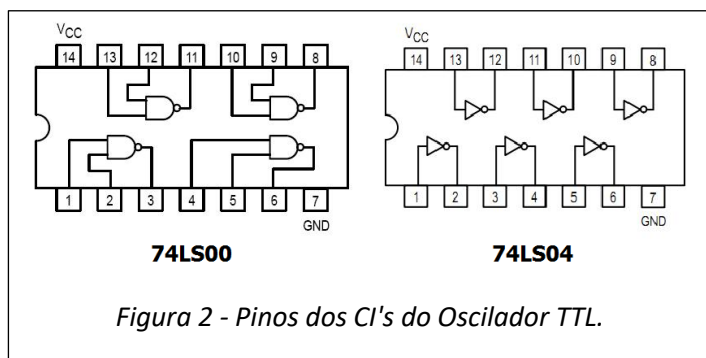 VCC VCC
14 13 12 11 10 9 8
14 13 12 11 10 9 8
1 2 3 4 5 6 7
1 2 3 4 5 6 7
GND GND
74LS00 74LS04
Figura 2 - Pinos dos CI's do Oscilador TTL.